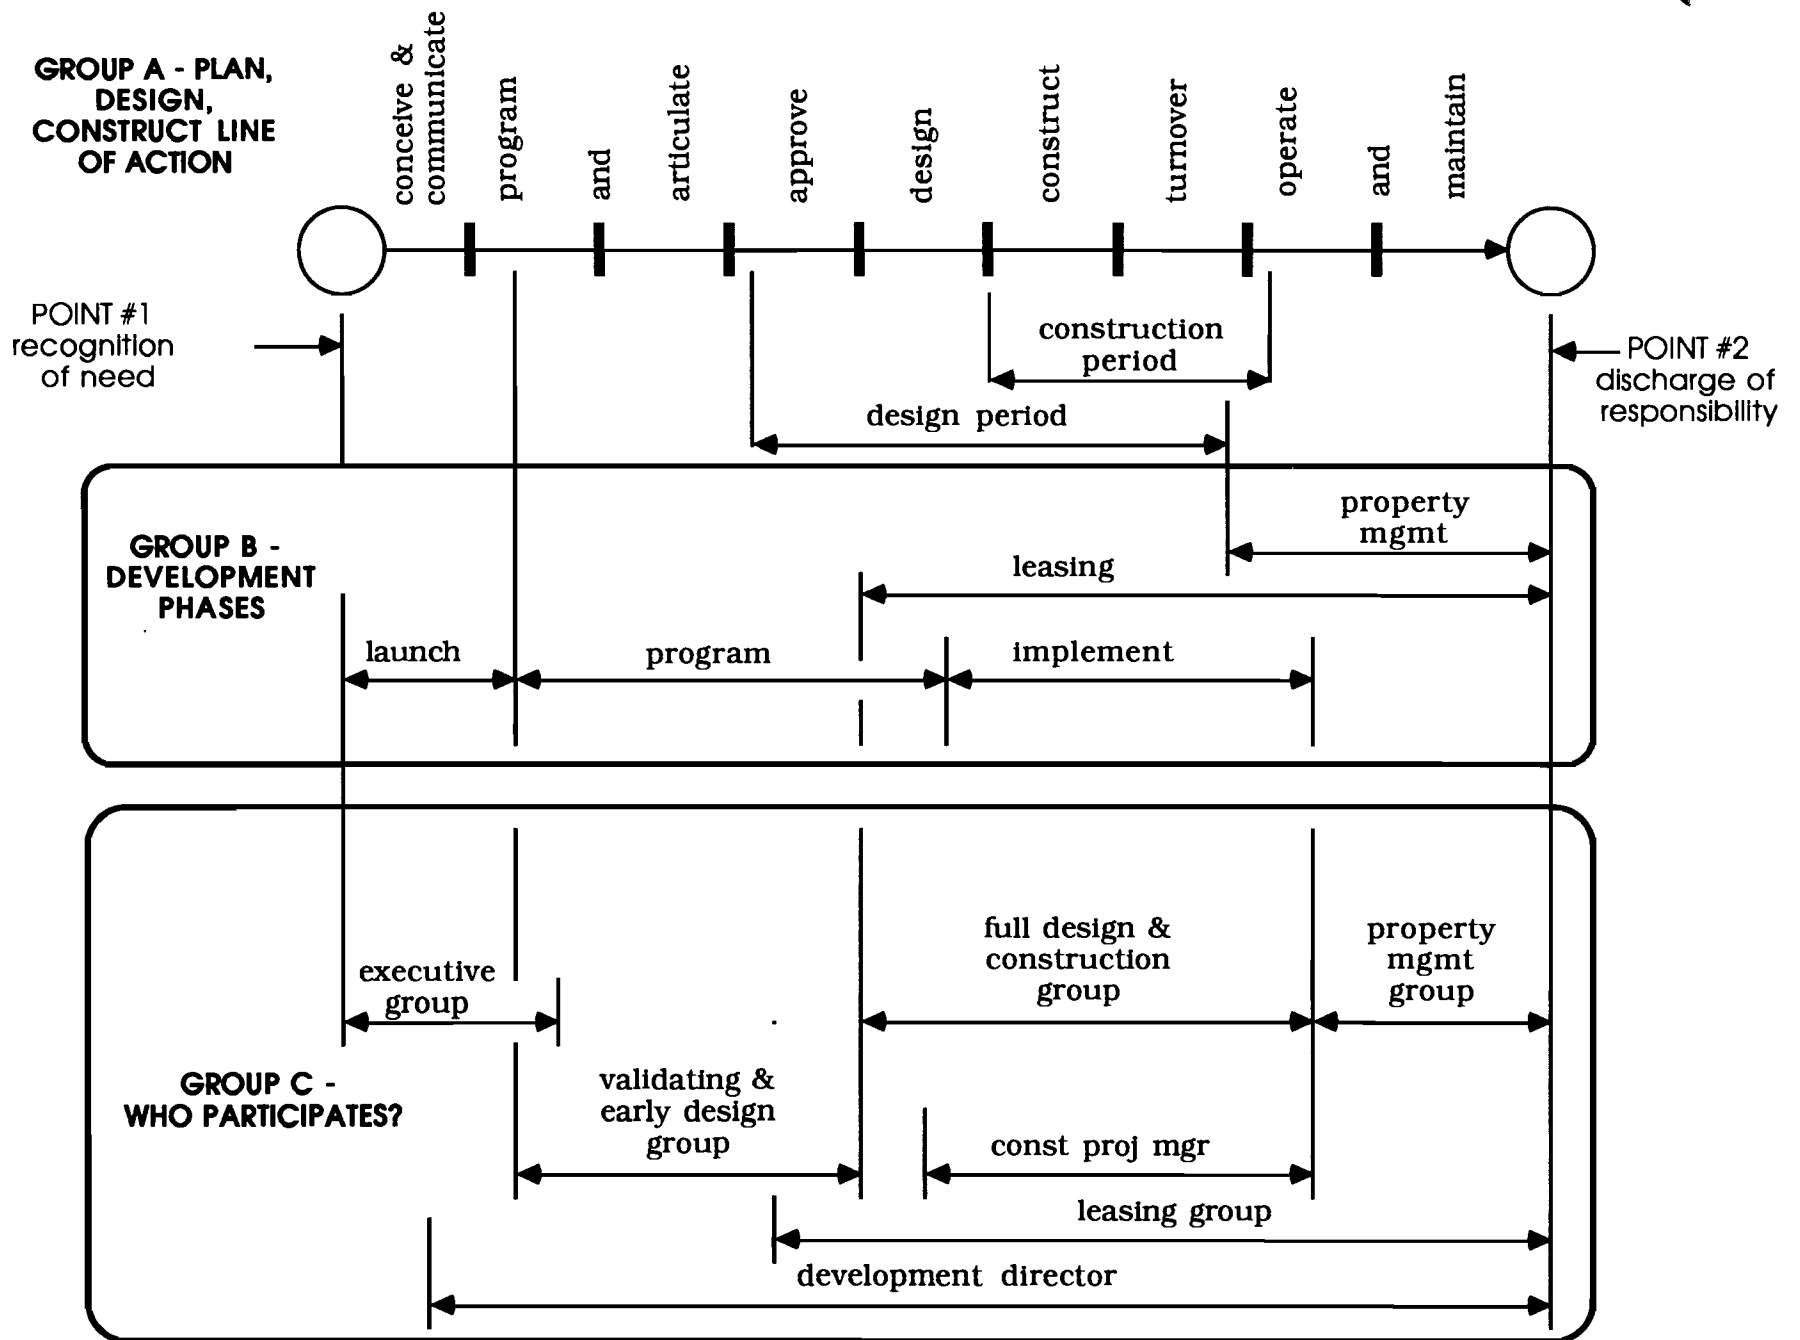 GROUP A - PLAN,
DESIGN,
CONSTRUCT LINE
OF ACTION
conceive &
communicate
program
and
articulate
approve
design
construct
turnover
operate
and
maintain
POINT #1
recognition
of need
construction
period
POINT #2
discharge of
responsibility
design period
GROUP B -
DEVELOPMENT
PHASES
property
mgmt
leasing
launch
program
implement
executive
group
full design &
construction
group
property
mgmt
group
GROUP C -
WHO PARTICIPATES?
validating &
early design
group
const proj mgr
leasing group
development director